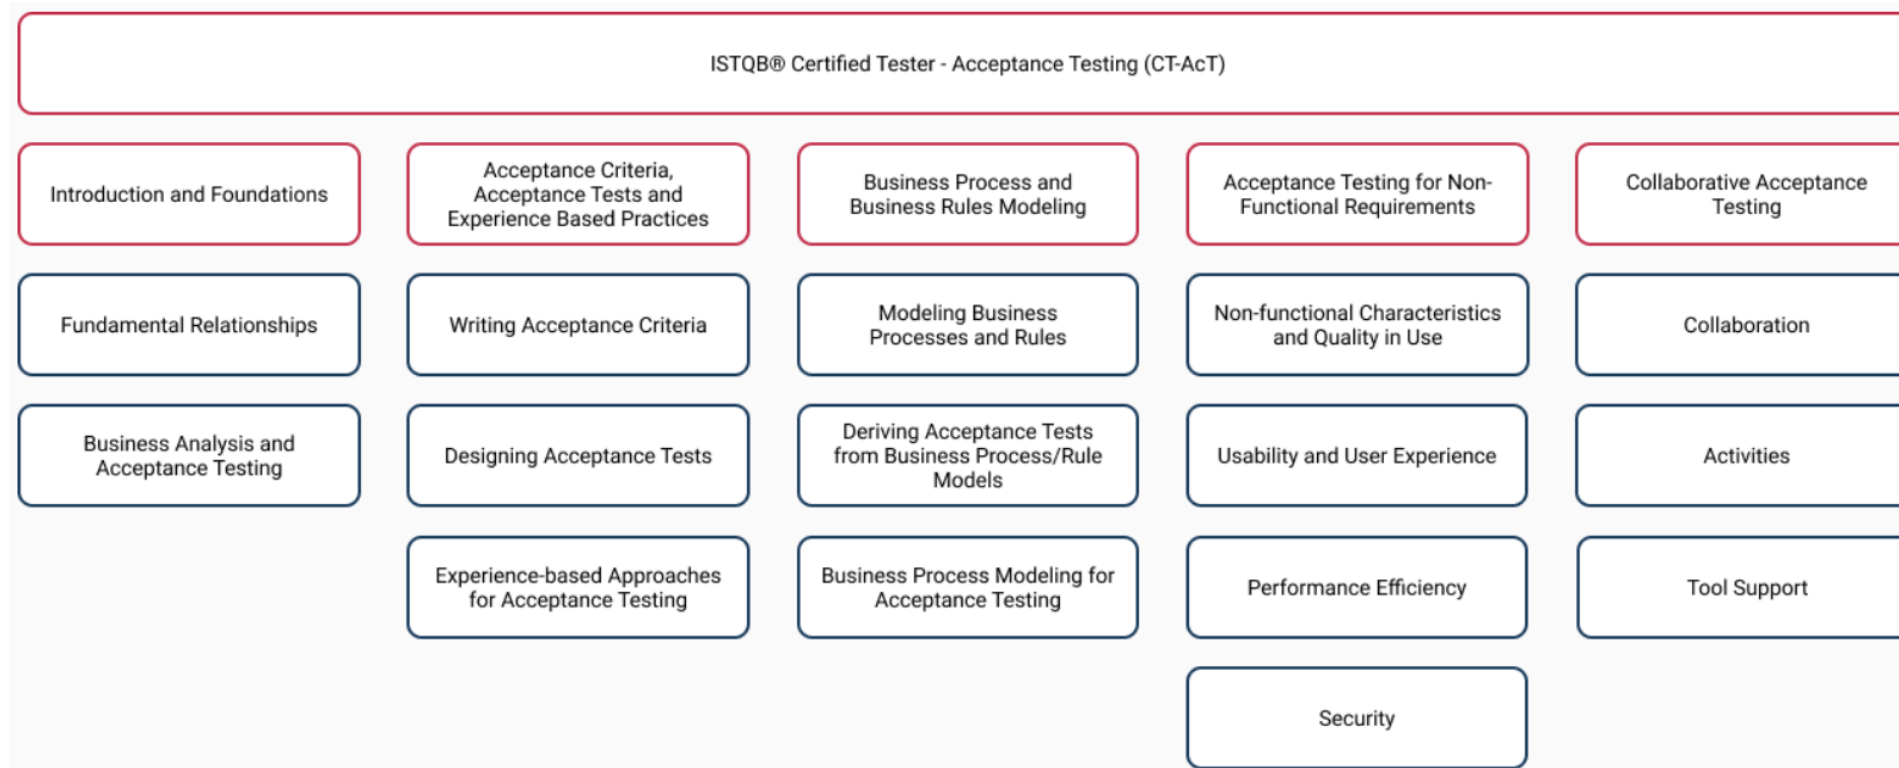 ISTQB® Certified Tester - Acceptance Testing (CT-AcT)
Introduction and Foundations
Acceptance Criteria,
Acceptance Tests and
Experience Based Practices
Business Process and
Business Rules Modeling
Acceptance Testing for Non-
Functional Requirements
Collaborative Acceptance
Testing
Fundamental Relationships
Writing Acceptance Criteria
Modeling Business
Processes and Rules
Non-functional Characteristics
and Quality in Use
Collaboration
Business Analysis and
Acceptance Testing
Designing Acceptance Tests
Deriving Acceptance Tests
from Business Process/Rule
Models
Usability and User Experience
Activities
Experience-based Approaches
for Acceptance Testing
Business Process Modeling for
Acceptance Testing
Performance Efficiency
Tool Support
Security